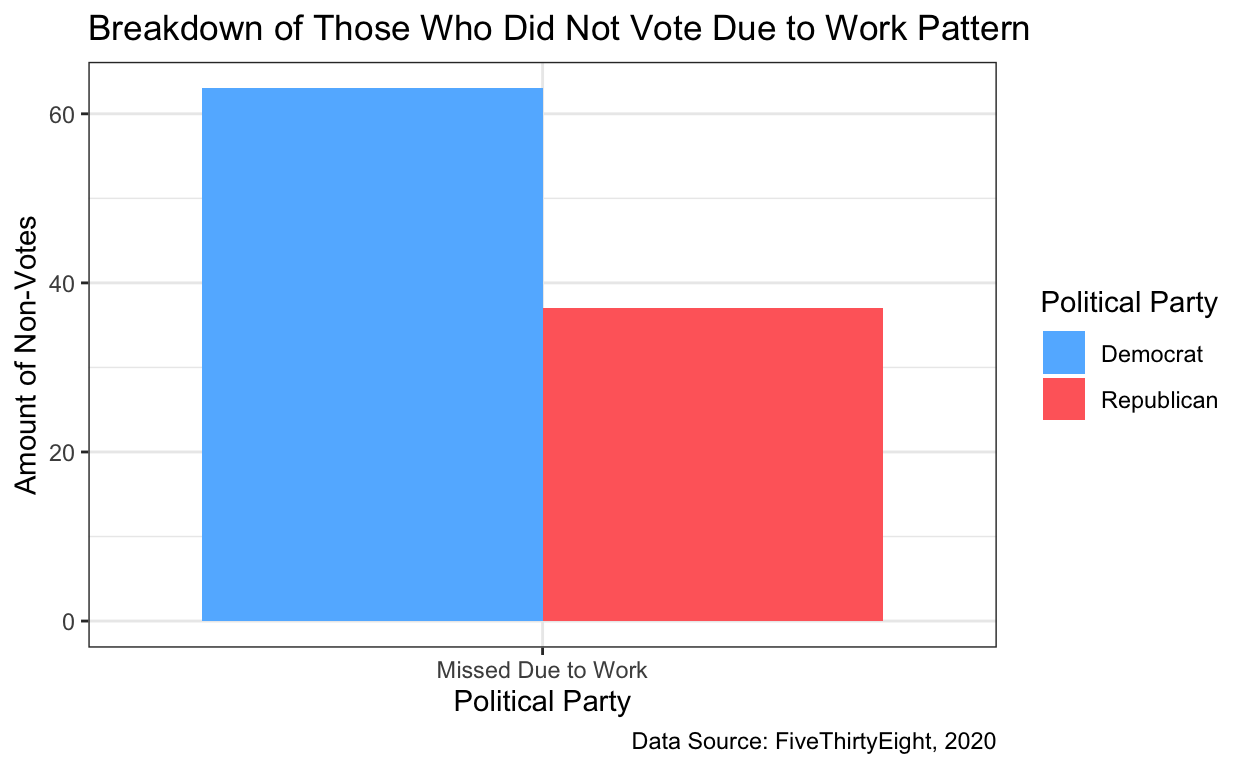 Breakdown of Those Who Did Not Vote Due to Work Pattern
Amount of Non-Votes
60
40
20
0
Missed Due to Work
Political Party
Political Party
Democrat
Republican
Data Source: FiveThirtyEight, 2020